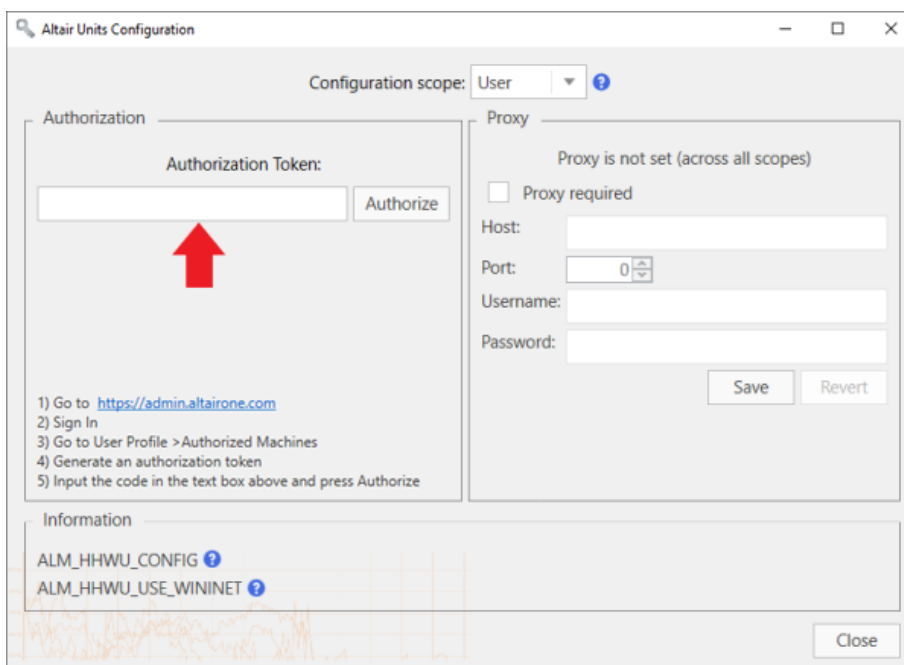 Altair Units Configuration
Configuration scope: User
Authorization
Authorization Token:
Authorize
1) Go to https://admin.altairone.com
2) Sign In
3) Go to User Profile >Authorized Machines
4) Generate an authorization token
5) Input the code in the text box above and press Authorize
Proxy
Proxy is not set (across all scopes)
Proxy required
Host:
Port: 0
Username:
Password:
Save Revert
Information
ALM_HHWU_CONFIG ?
ALM_HHWU_USE_WININET ?
Close